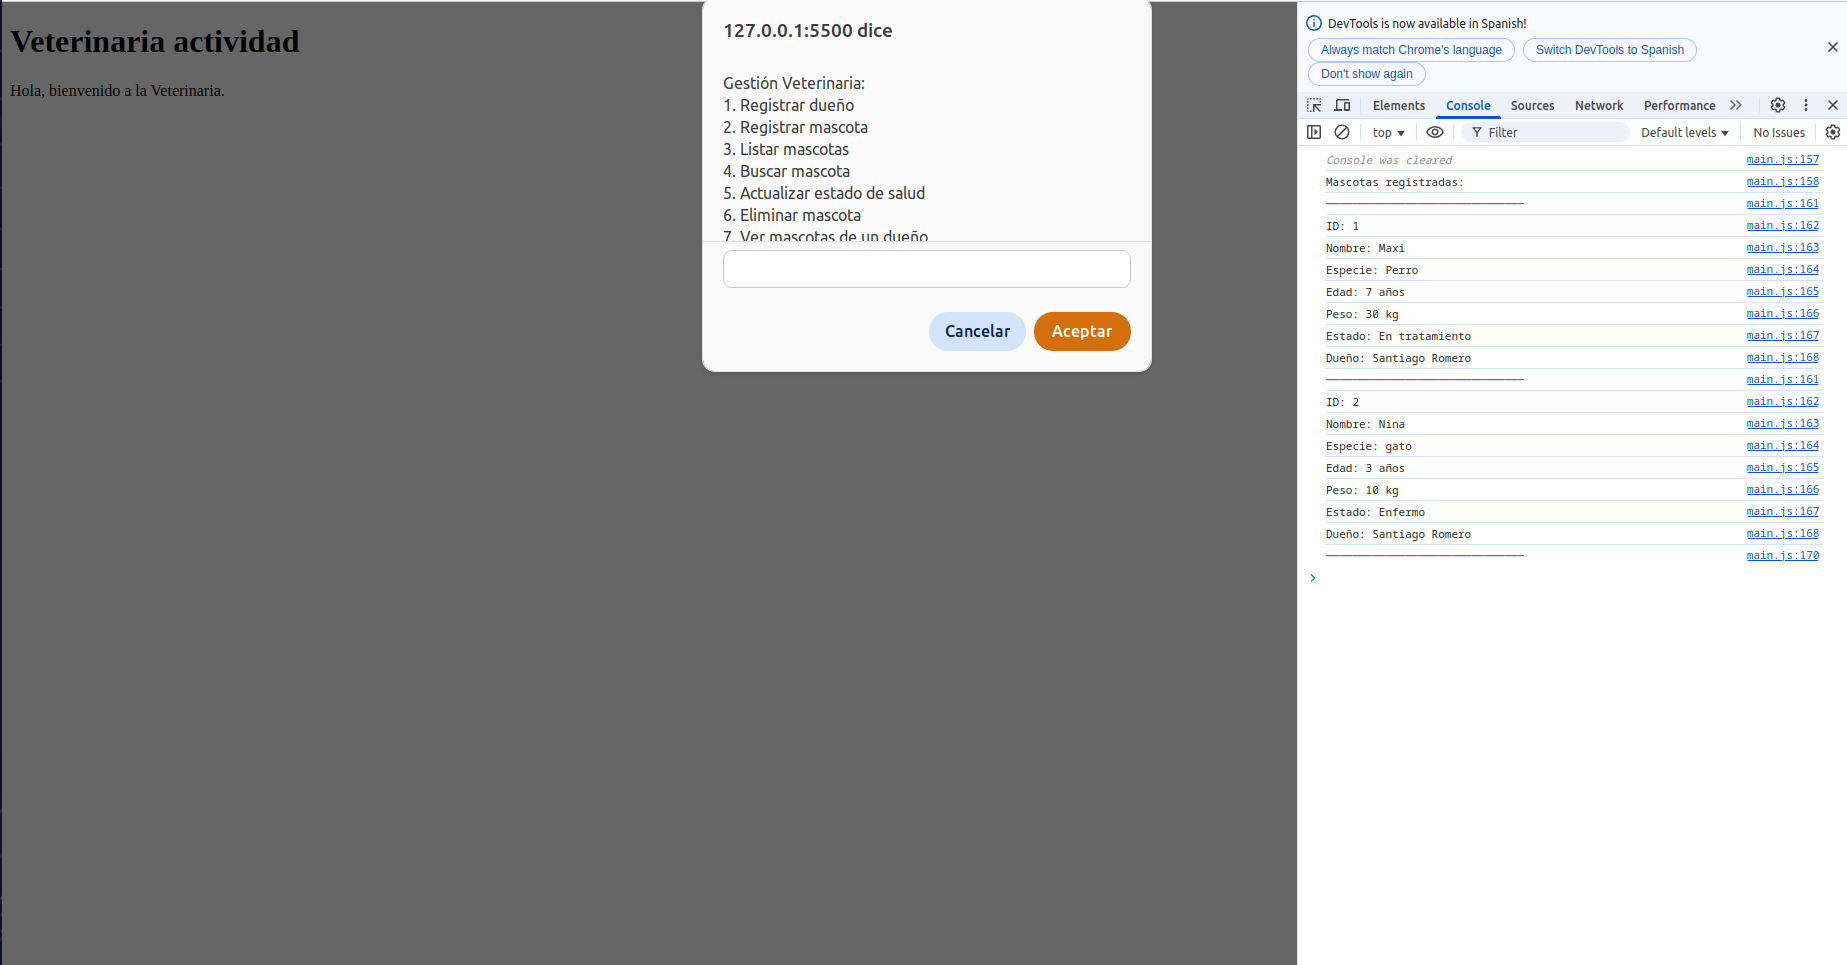 Veterinaria actividad
Hola, bienvenido a la Veterinaria.
127.0.0.1:5500 dice
Gestión Veterinaria:
1. Registrar dueño
2. Registrar mascota
3. Listar mascotas
4. Buscar mascota
5. Actualizar estado de salud
6. Eliminar mascota
7. Ver mascotas de un dueño
Cancelar Aceptar
DevTools is now available in Spanish!
Always match Chrome's language Switch DevTools to Spanish
Don't show again
Elements Console Sources Network Performance
top Filter Default levels No Issues
Console was cleared main.js:157
Mascotas registradas: main.js:158
main.js:161
ID: 1 main.js:162
Nombre: Maxi main.js:163
Especie: Perro main.js:164
Edad: 7 años main.js:165
Peso: 30 kg main.js:166
Estado: En tratamiento main.js:167
Dueño: Santiago Romero main.js:168
main.js:161
ID: 2 main.js:162
Nombre: Nina main.js:163
Especie: gato main.js:164
Edad: 3 años main.js:165
Peso: 10 kg main.js:166
Estado: Enfermo main.js:167
Dueño: Santiago Romero main.js:168
main.js:170